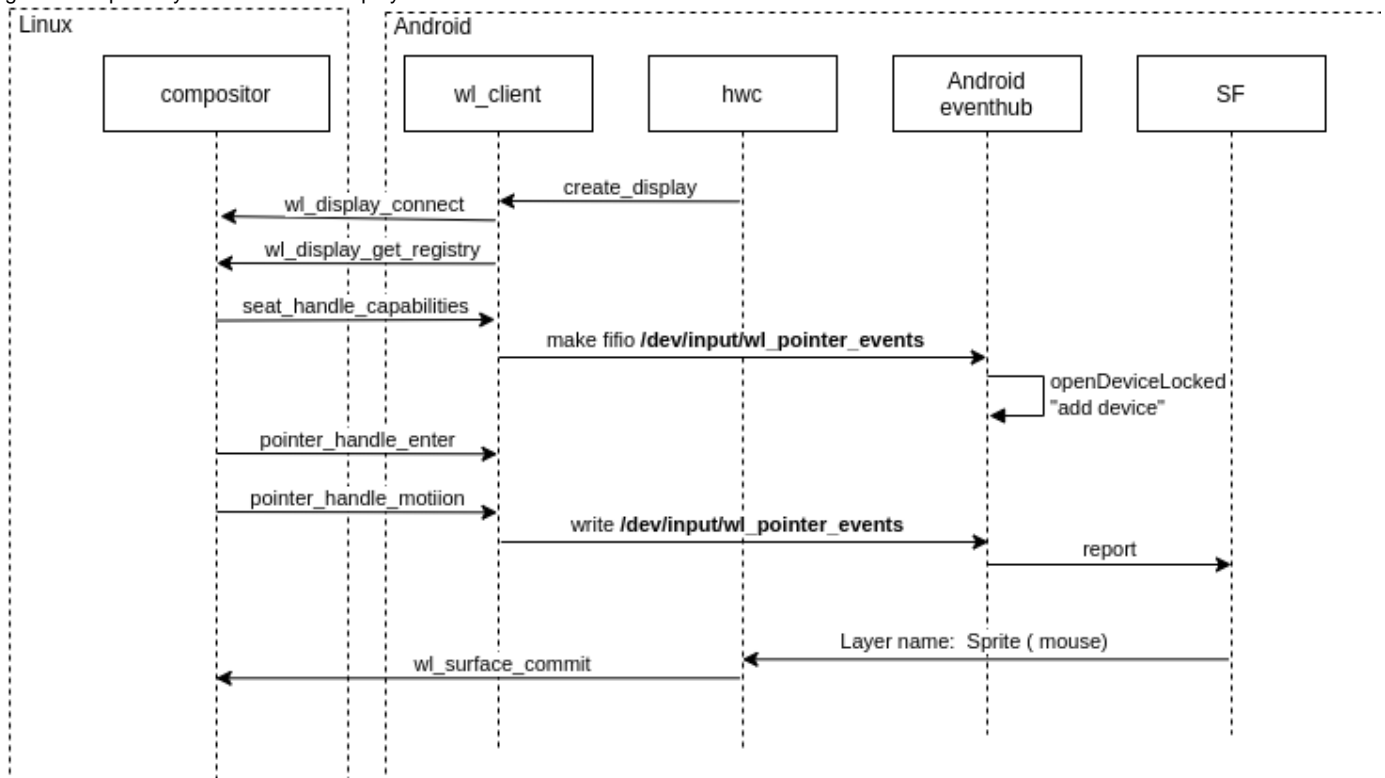 Linux
Android
compositor
wl_client
hwc
Android
eventhub
SF
create_display
wl_display_connect
wl_display_get_registry
seat_handle_capabilities
make fifio /dev/input/wl_pointer_events
openDeviceLocked
"add device"
pointer_handle_enter
pointer_handle_motiion
write /dev/input/wl_pointer_events
report
Layer name: Sprite ( mouse)
wl_surface_commit